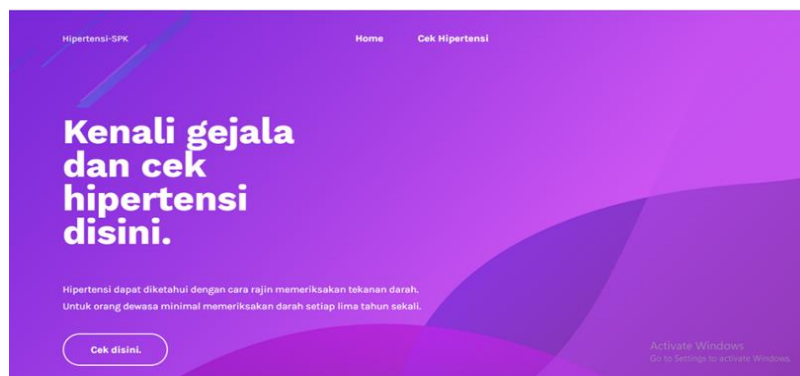 Hipertensi-SPK
Home
Cek Hipertensi
Kenali gejala
dan cek
hipertensi
disini.
Hipertensi dapat diketahui dengan cara rajin memeriksakan tekanan darah.
Untuk orang dewasa minimal memeriksakan darah setiap lima tahun sekali.
Cek disini.
Activate Windows
Go to Settings to activate Windows.